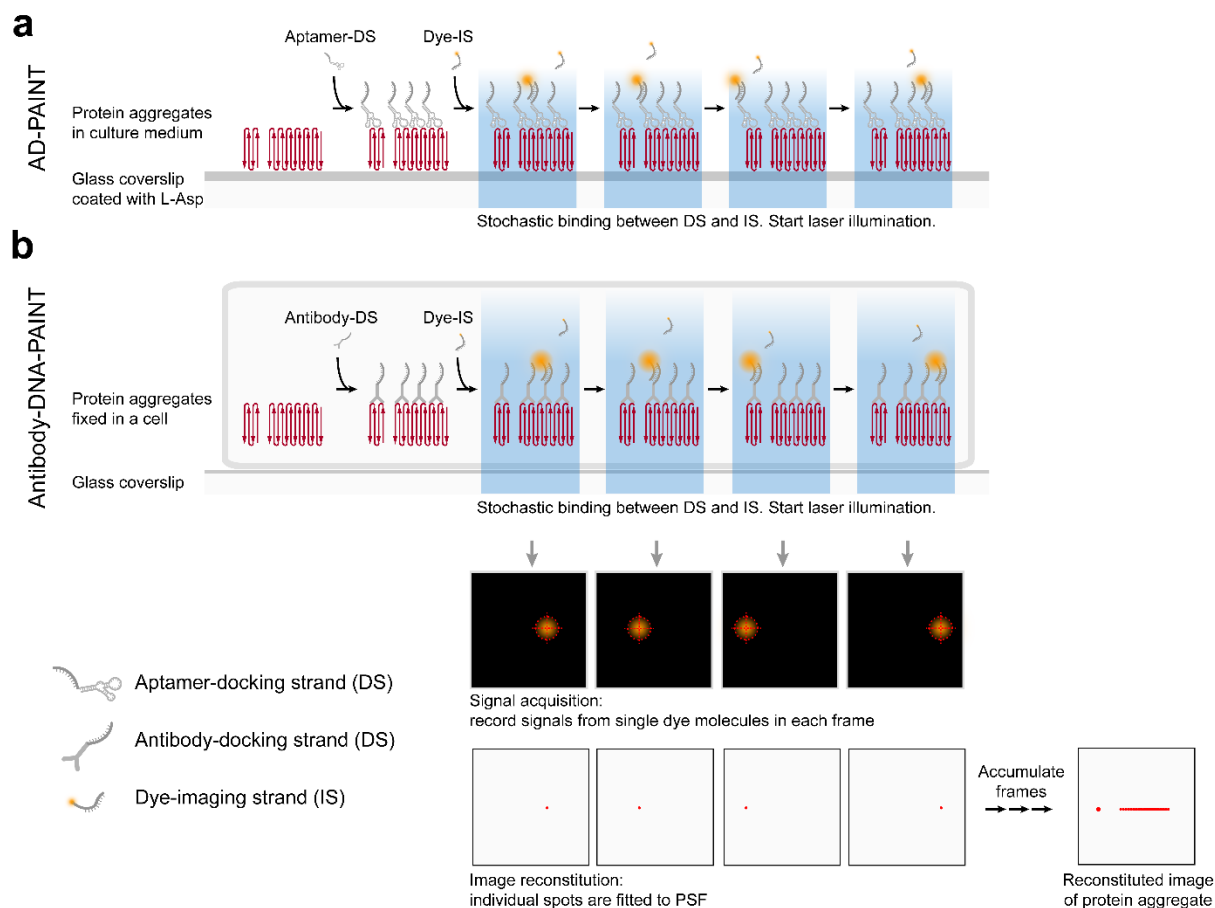 a
AD-PAINT
Aptamer-DS
Dye-IS
Protein aggregates
in culture medium
Glass coverslip
coated with L-Asp
Stochastic binding between DS and IS. Start laser illumination.
b
Antibody-DNA-PAINT
Antibody-DS
Dye-IS
Protein aggregates
fixed in a cell
Glass coverslip
Stochastic binding between DS and IS. Start laser illumination.
Aptamer-docking strand (DS)
Antibody-docking strand (DS)
Dye-imaging strand (IS)
Signal acquisition:
record signals from single dye molecules in each frame
Accumulate
frames
Image reconstitution:
individual spots are fitted to PSF
Reconstituted image
of protein aggregate